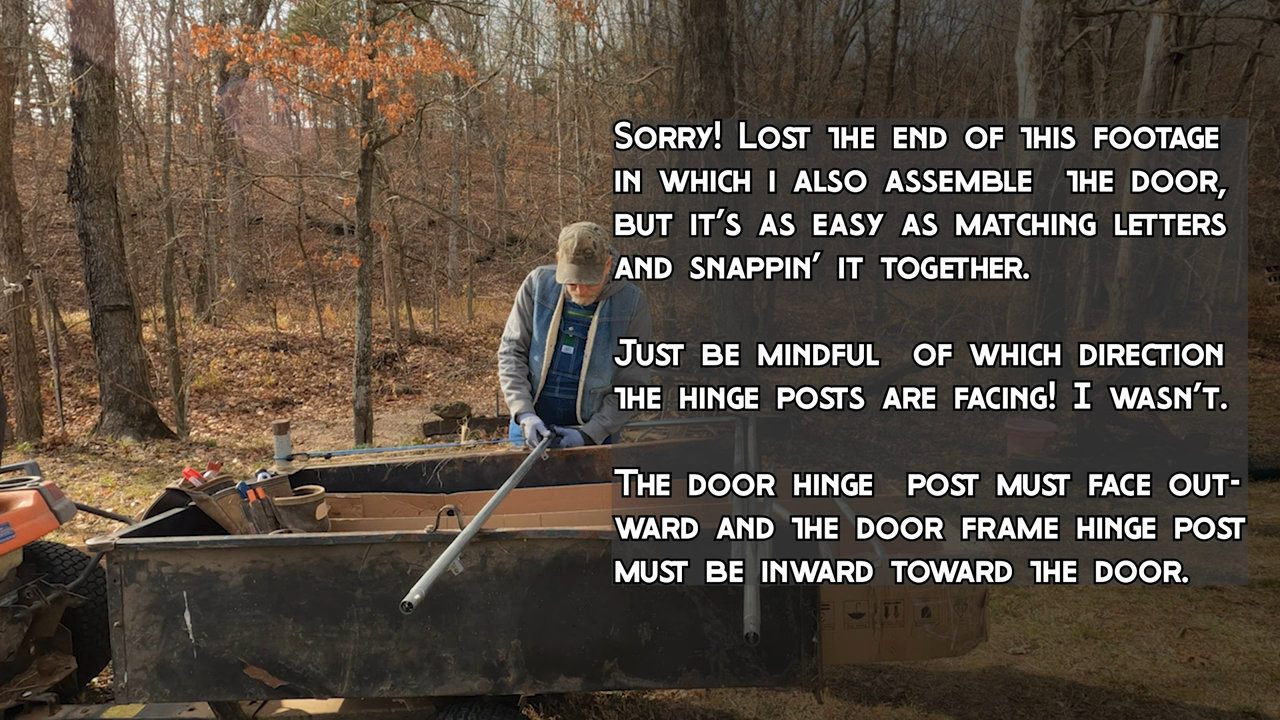 Sorry! Lost the end of this footage
in which I also assemble the door,
but it's as easy as matching letters
and snappin' it together.
Just be mindful of which direction
the hinge posts are facing! I wasn't.
The door hinge post must face out-
ward and the door frame hinge post
must be inward toward the door.